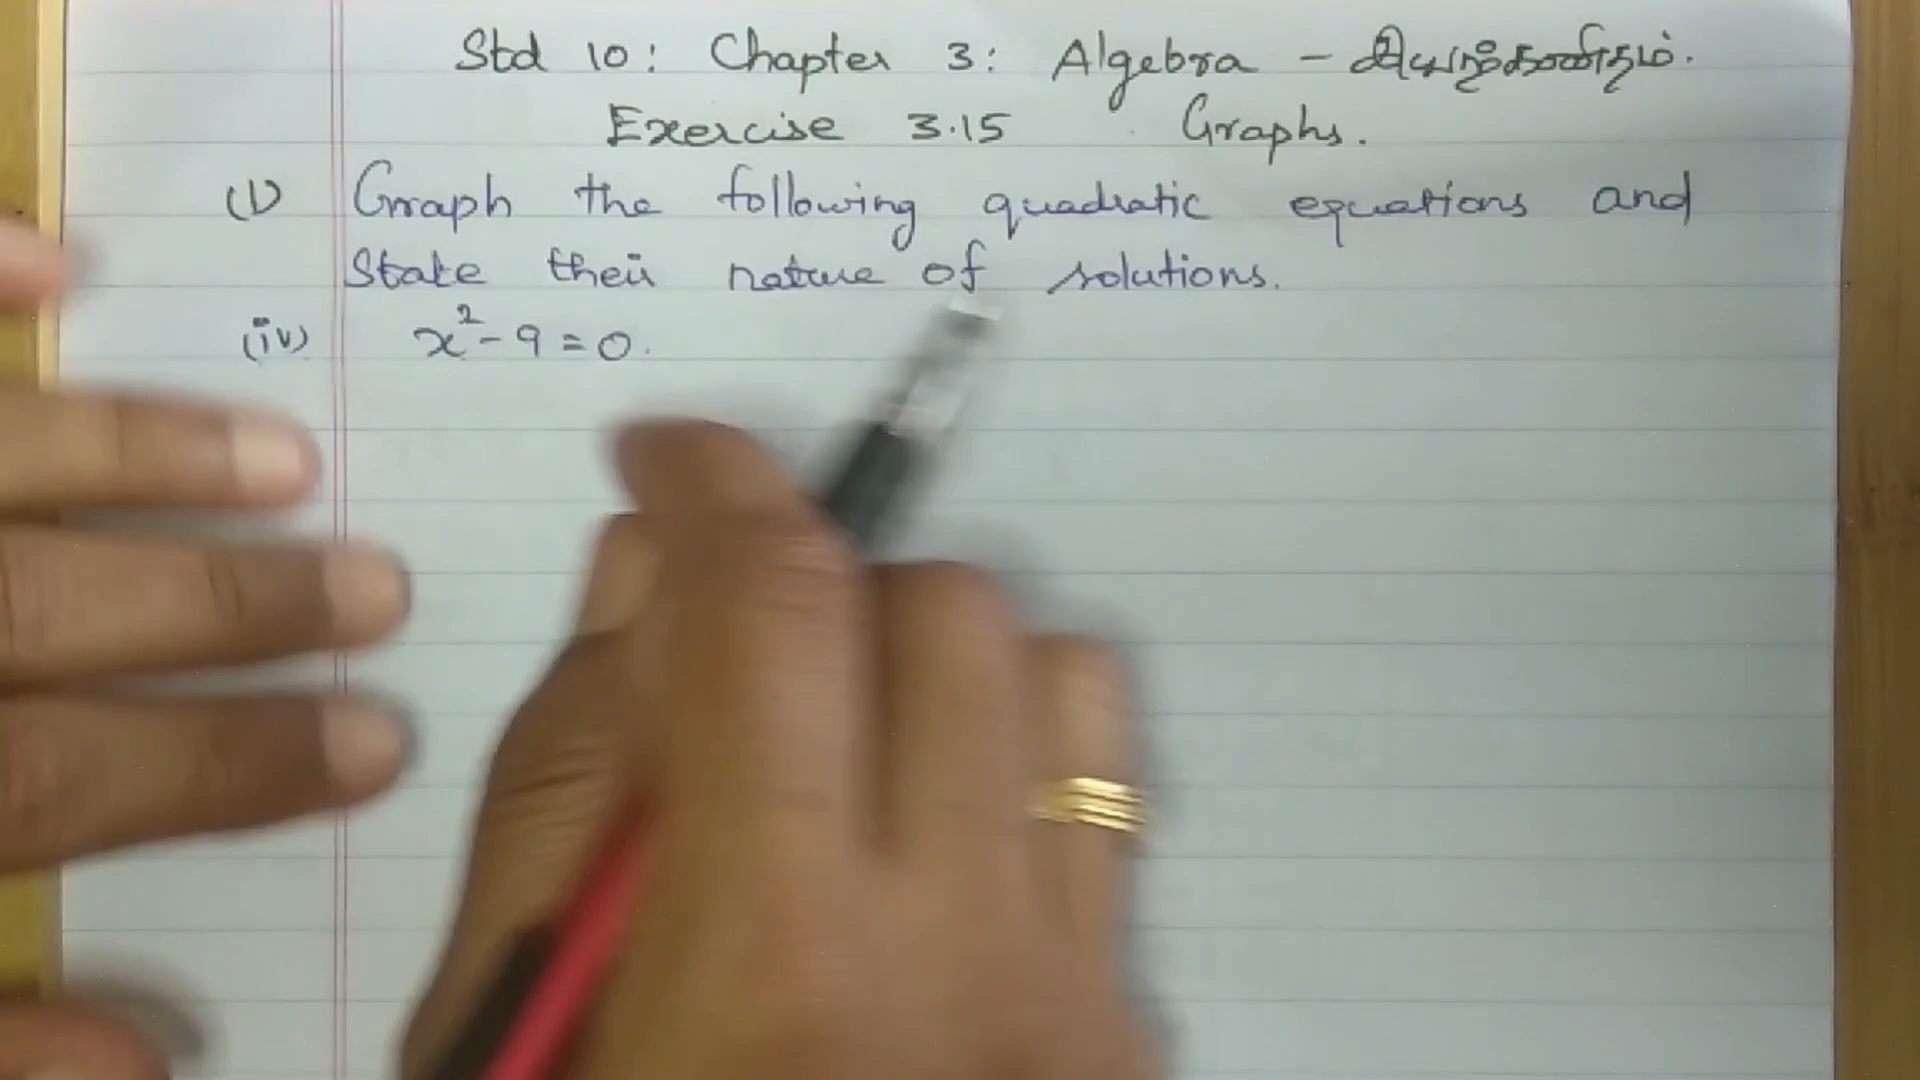 Std 10: Chapter 3: Algebra - இயற்கணிதம்.
Exercise 3.15 Graphs.
(1) Graph the following quadratic equations and
State their nature of solutions.
(iv) x² - 9 = 0.